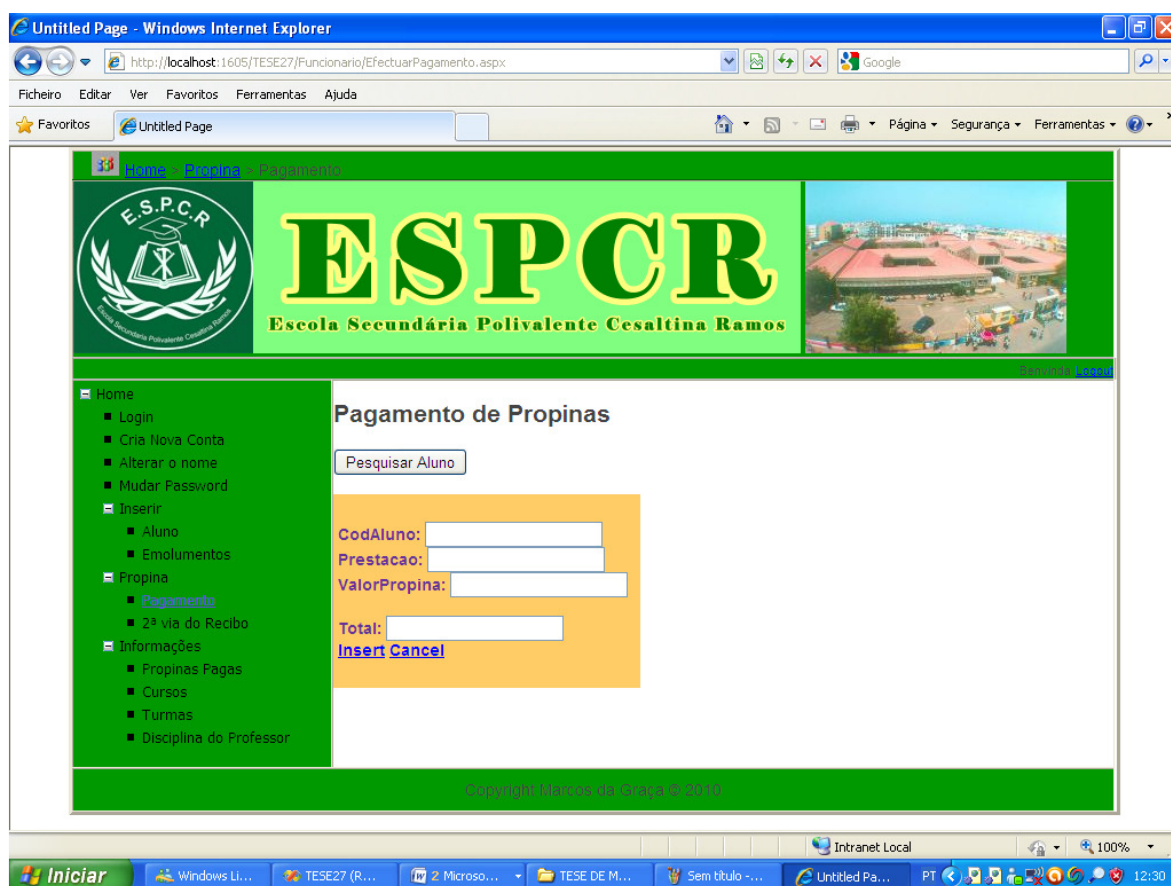 Untitled Page - Windows Internet Explorer
http://localhost:1605/TESE27/Funcionario/EfectuarPagamento.aspx
Google
Ficheiro Editar Ver Favoritos Ferramentas Ajuda
Favoritos Untitled Page Página Segurança Ferramentas
Home > Propina > Pagamento
E.S.P.C.R
Escola Secundária Polivalente Cesaltina Ramos
ESPCR
Escola Secundária Polivalente Cesaltina Ramos
Benvindo Logout
Home
Login
Cria Nova Conta
Alterar o nome
Mudar Password
Inserir
Aluno
Emolumentos
Propina
Pagamento
2ª via do Recibo
Informações
Propinas Pagas
Cursos
Turmas
Disciplina do Professor
Pagamento de Propinas
Pesquisar Aluno
CodAluno:
Prestacao:
ValorPropina:
Total:
Insert Cancel
Copyright Marcos da Graça © 2010
Intranet Local 100%
Iniciar Windows Li... TESE27 (R... 2 Microso... TESE DE M... Sem título -... Untitled Pa... PT 12:30